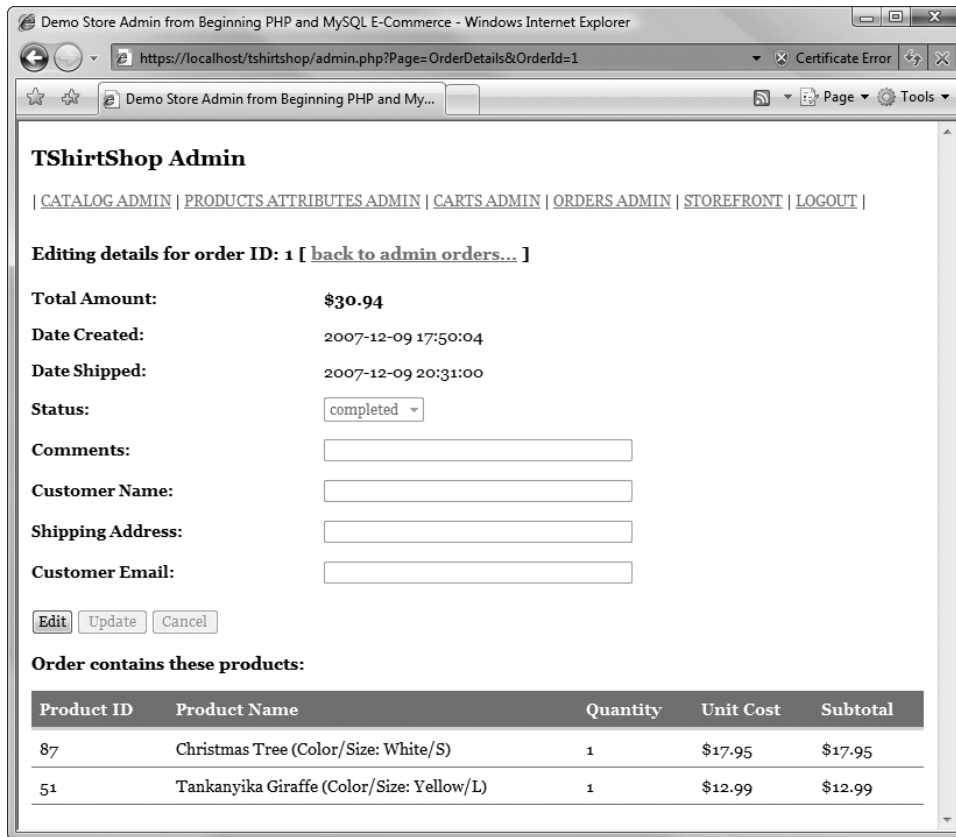 Demo Store Admin from Beginning PHP and MySQL E-Commerce - Windows Internet Explorer
https://localhost/tshirtshop/admin.php?Page=OrderDetails&OrderId=1 Certificate Error
Demo Store Admin from Beginning PHP and My... Page Tools
TShirtShop Admin
| CATALOG ADMIN | PRODUCTS ATTRIBUTES ADMIN | CARTS ADMIN | ORDERS ADMIN | STOREFRONT | LOGOUT |
Editing details for order ID: 1 [ back to admin orders... ]
Total Amount: $30.94
Date Created: 2007-12-09 17:50:04
Date Shipped: 2007-12-09 20:31:00
Status: completed
Comments:
Customer Name:
Shipping Address:
Customer Email:
Edit Update Cancel
Order contains these products:
Product ID Product Name Quantity Unit Cost Subtotal
87 Christmas Tree (Color/Size: White/S) 1 $17.95 $17.95
51 Tankanyika Giraffe (Color/Size: Yellow/L) 1 $12.99 $12.99